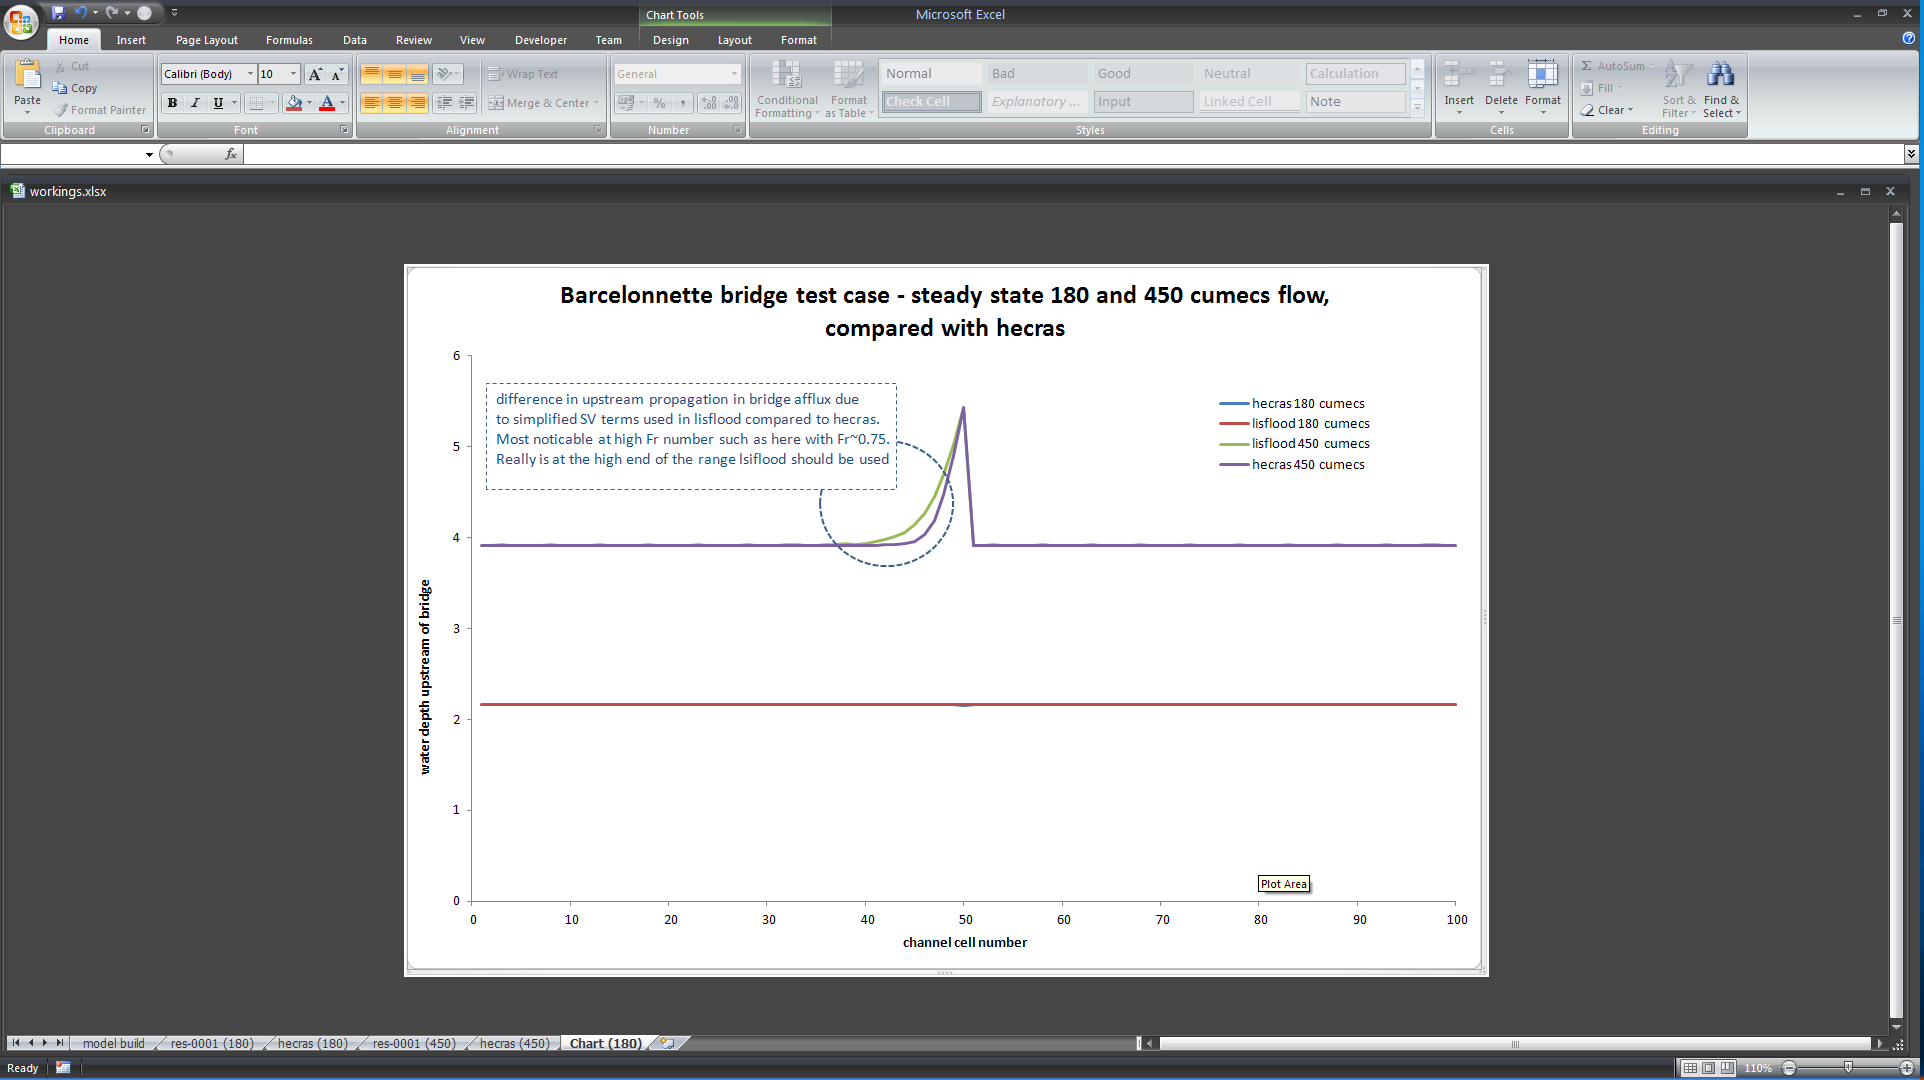 Chart Tools
Microsoft Excel
Home Insert Page Layout Formulas Data Review View Developer Team Design Layout Format
Paste
Cut
Copy
Format Painter
Clipboard
Calibri (Body) 10
B I U
Font
Wrap Text
Merge & Center
Alignment
General
%
Number
Conditional Formatting
Format as Table
Normal Bad Good Neutral Calculation
Check Cell Explanatory ... Input Linked Cell Note
Styles
Insert Delete Format
Cells
AutoSum
Fill
Clear
Sort & Filter
Find & Select
Editing
fx
workings.xlsx
Barcelonnette bridge test case - steady state 180 and 450 cumecs flow,
compared with hecras
difference in upstream propagation in bridge afflux due
to simplified SV terms used in lisflood compared to hecras.
Most noticable at high Fr number such as here with Fr~0.75.
Really is at the high end of the range lsiflood should be used
hecras 180 cumecs
lisflood 180 cumecs
lisflood 450 cumecs
hecras 450 cumecs
water depth upstream of bridge
6
5
4
3
2
1
0
Plot Area
0 10 20 30 40 50 60 70 80 90 100
channel cell number
model build res-0001 (180) hecras (180) res-0001 (450) hecras (450) Chart (180)
Ready
110%